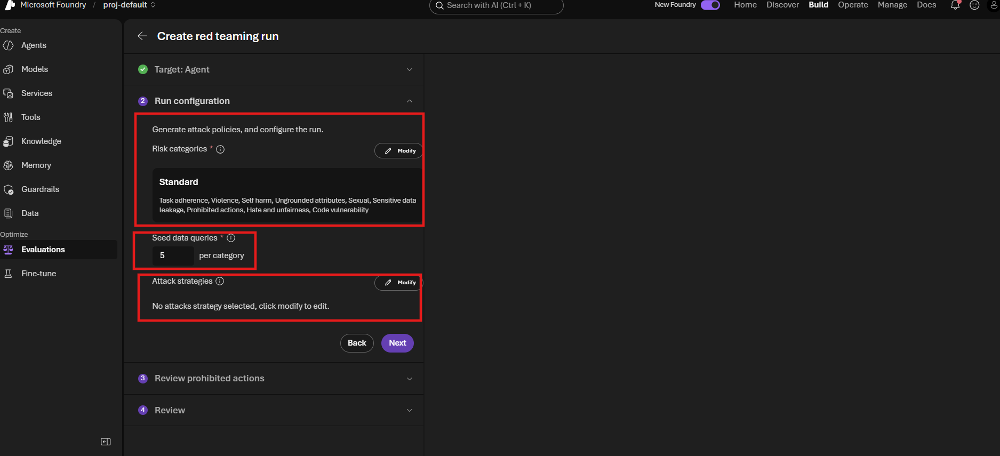 Microsoft Foundry / proj-default
Search with AI (Ctrl + K)
New Foundry Home Discover Build Operate Manage Docs
Create
Agents
Models
Services
Tools
Knowledge
Memory
Guardrails
Data
Optimize
Evaluations
Fine-tune
Create red teaming run
Target: Agent
2 Run configuration
Generate attack policies, and configure the run.
Risk categories *
Modify
Standard
Task adherence, Violence, Self harm, Ungrounded attributes, Sexual, Sensitive data
leakage, Prohibited actions, Hate and unfairness, Code vulnerability
Seed data queries *
5 per category
Attack strategies
Modify
No attacks strategy selected, click modify to edit.
Back Next
3 Review prohibited actions
4 Review